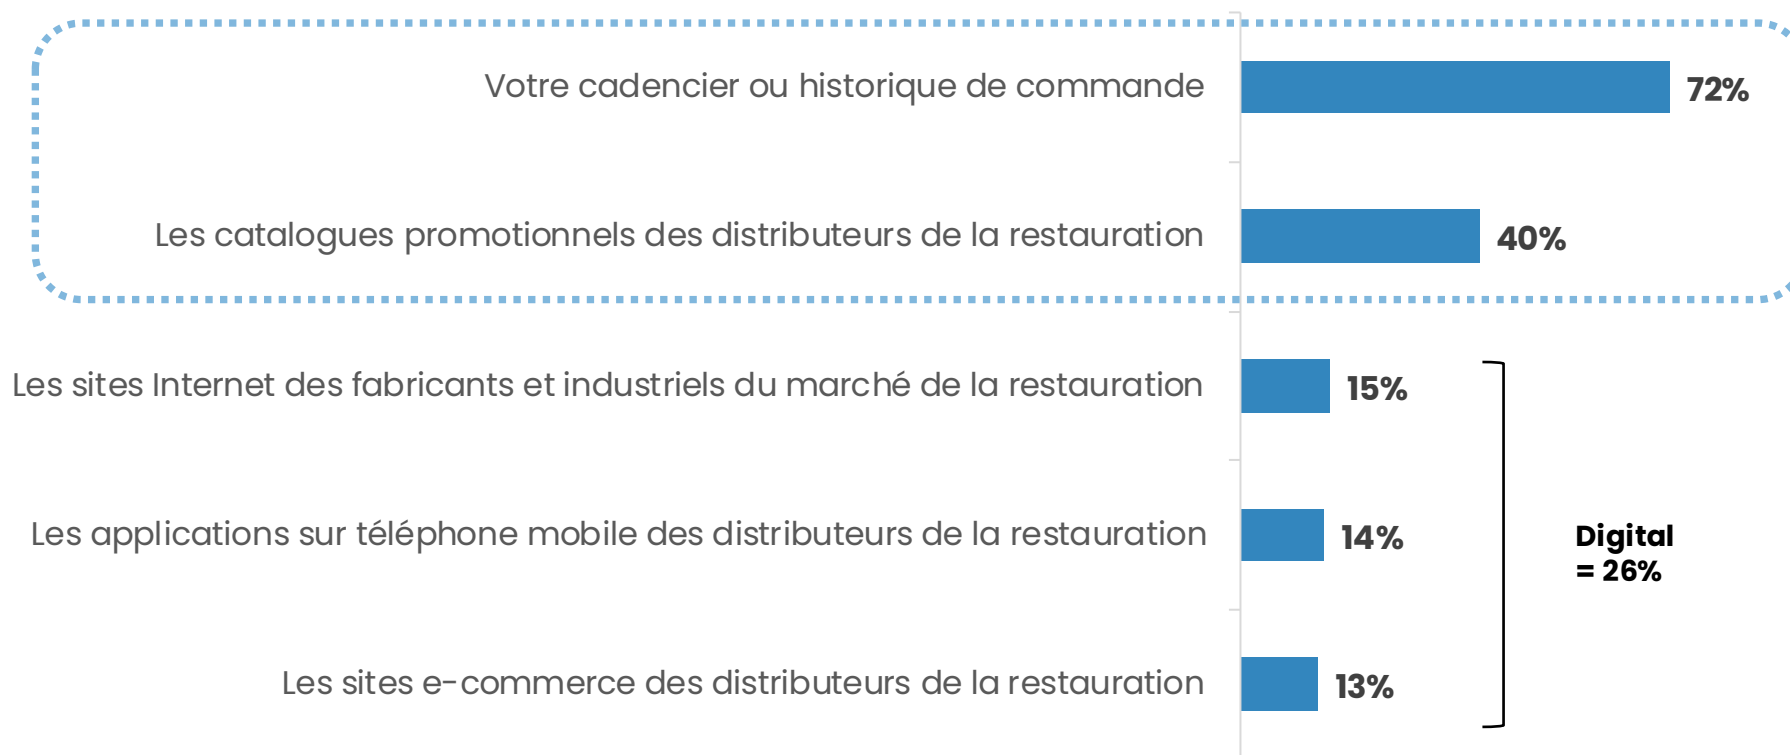 Votre cadencier ou historique de commande
72%
Les catalogues promotionnels des distributeurs de la restauration
40%
Les sites Internet des fabricants et industriels du marché de la restauration
15%
Les applications sur téléphone mobile des distributeurs de la restauration
14%
Digital
= 26%
Les sites e-commerce des distributeurs de la restauration
13%